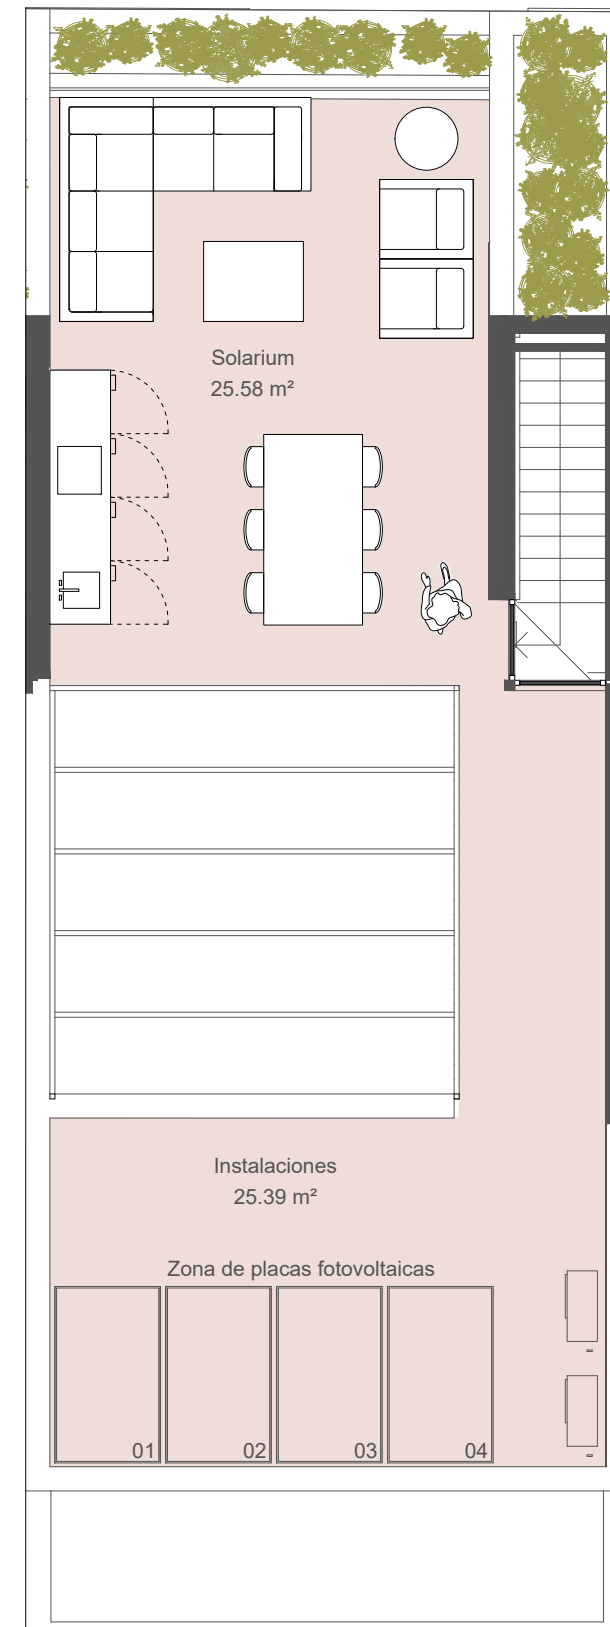 Solarium
25.58 m²
Instalaciones
25.39 m²
Zona de placas fotovoltaicas
01 02 03 04